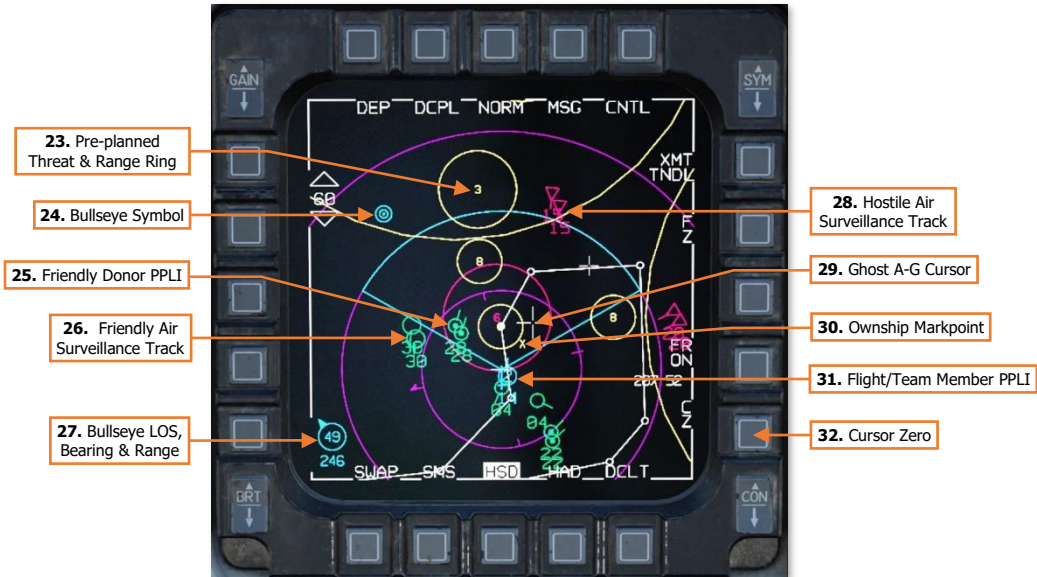 GAIN
SYM
DEP DCPL NORM MSG CNTL
23. Pre-planned
Threat & Range Ring
XMT
TNDL
3
60
24. Bullseye Symbol
28. Hostile Air
Surveillance Track
15
F
Z
25. Friendly Donor PPLI
8
29. Ghost A-G Cursor
26. Friendly Air
Surveillance Track
6
8
30. Ownship Markpoint
X
28
30
30
FR
ON
31. Flight/Team Member PPLI
04
04
C
Z
27. Bullseye LOS,
Bearing & Range
49
246
22
22
32. Cursor Zero
SWAP SMS HSD HAD DCLT
BRT
CON